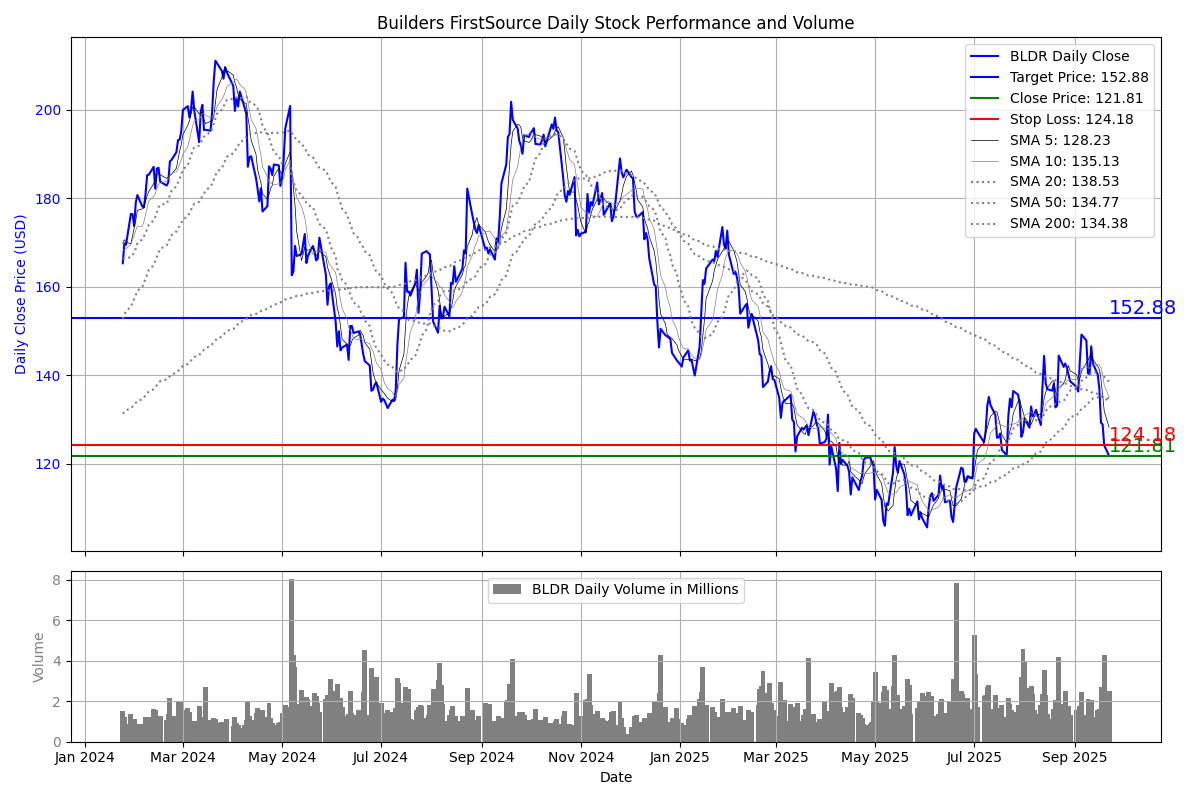 Builders FirstSource Daily Stock Performance and Volume
Daily Close Price (USD)
200
180
160
140
120
BLDR Daily Close
Target Price: 152.88
Close Price: 121.81
Stop Loss: 124.18
SMA 5: 128.23
SMA 10: 135.13
SMA 20: 138.53
SMA 50: 134.77
SMA 200: 134.38
152.88
124.18
121.81
Volume
8
6
4
2
0
BLDR Daily Volume in Millions
Jan 2024
Mar 2024
May 2024
Jul 2024
Sep 2024
Nov 2024
Jan 2025
Mar 2025
May 2025
Jul 2025
Sep 2025
Date